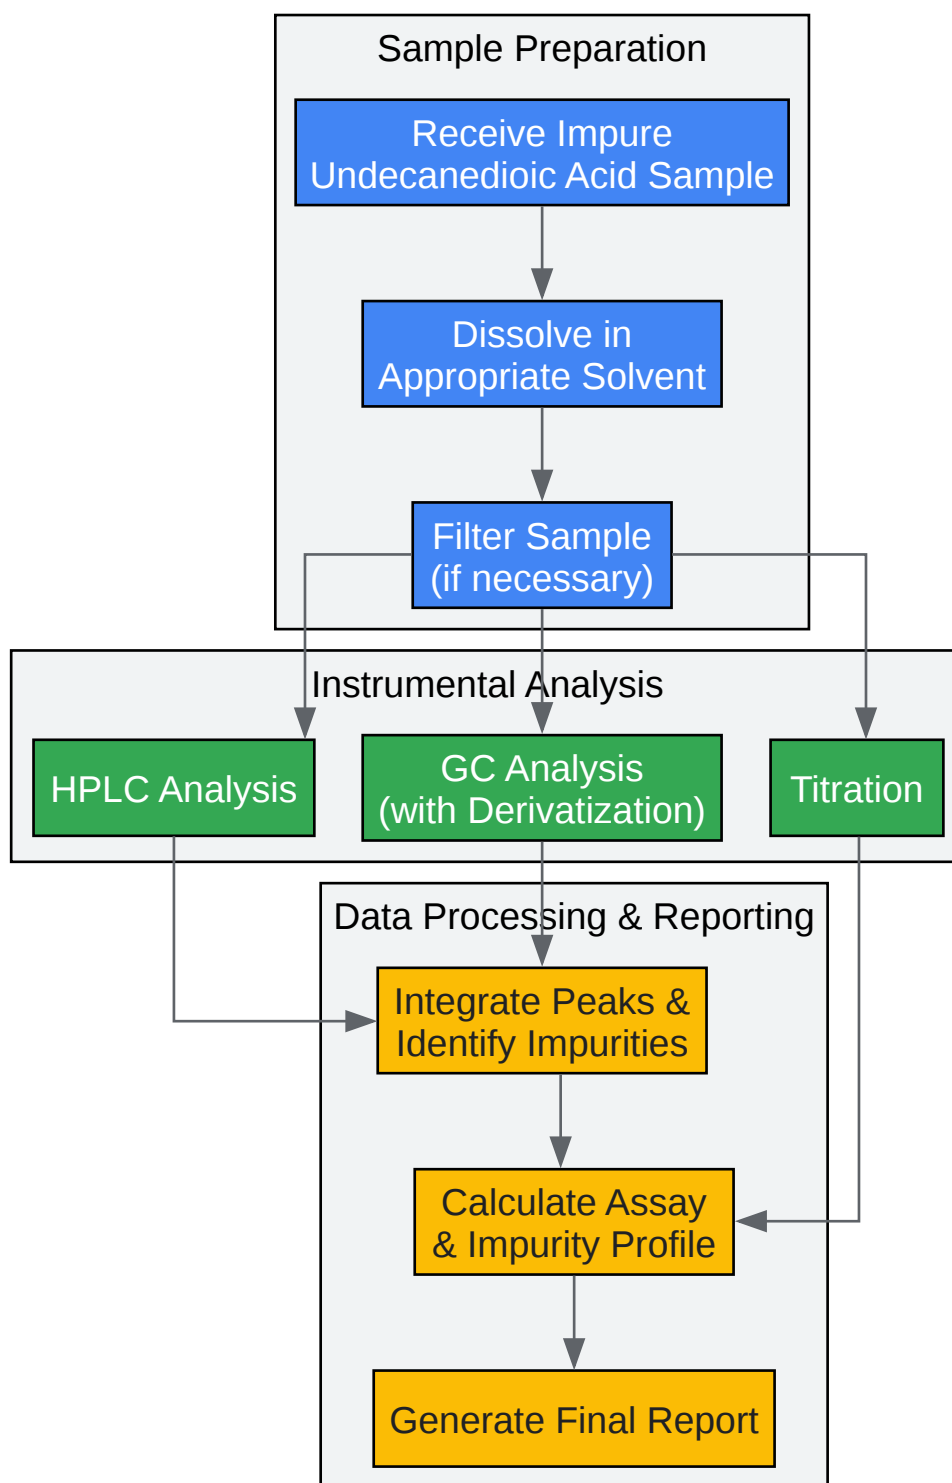 Sample Preparation
Receive Impure
Undecanedioic Acid Sample
Dissolve in
Appropriate Solvent
Filter Sample
(if necessary)
Instrumental Analysis
HPLC Analysis
GC Analysis
(with Derivatization)
Titration
Data Processing & Reporting
Integrate Peaks &
Identify Impurities
Calculate Assay
& Impurity Profile
Generate Final Report